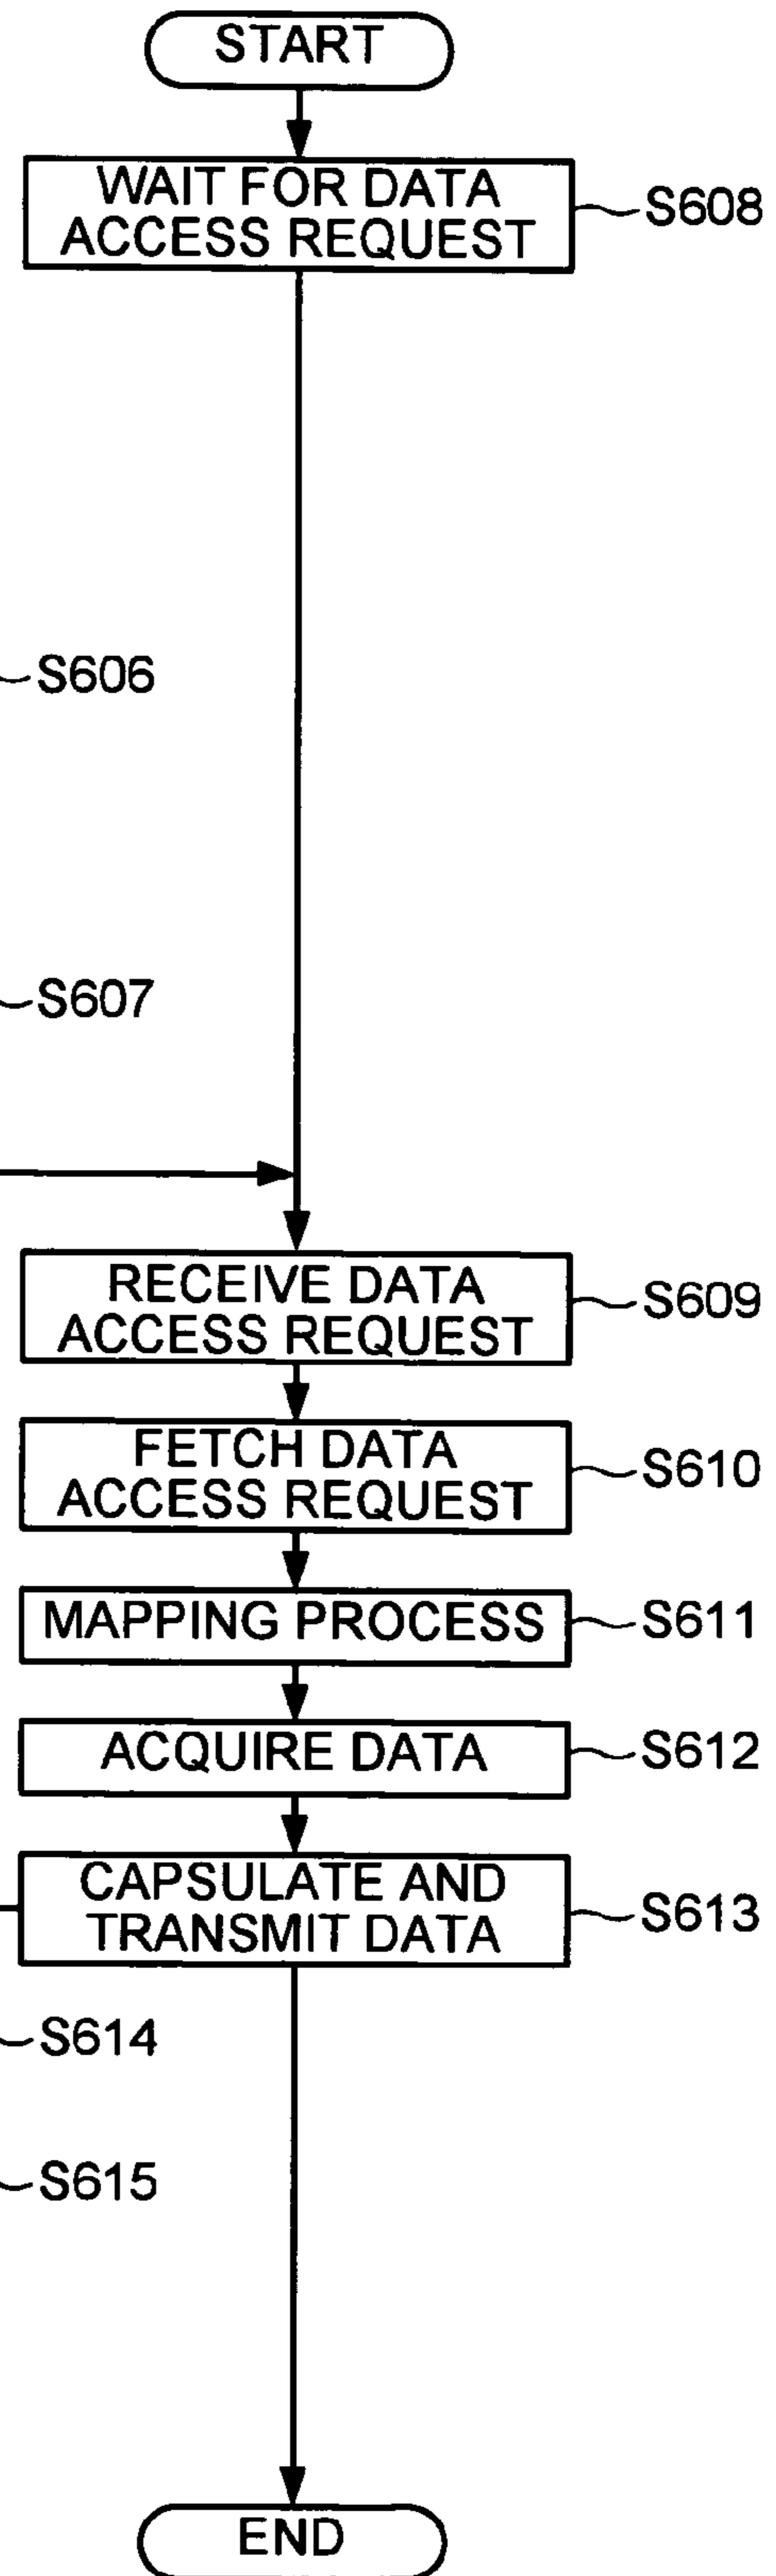 START
WAIT FOR DATA
ACCESS REQUEST
S608
S606
S607
RECEIVE DATA
ACCESS REQUEST
S609
FETCH DATA
ACCESS REQUEST
S610
MAPPING PROCESS
S611
ACQUIRE DATA
S612
CAPSULATE AND
TRANSMIT DATA
S613
S614
S615
END